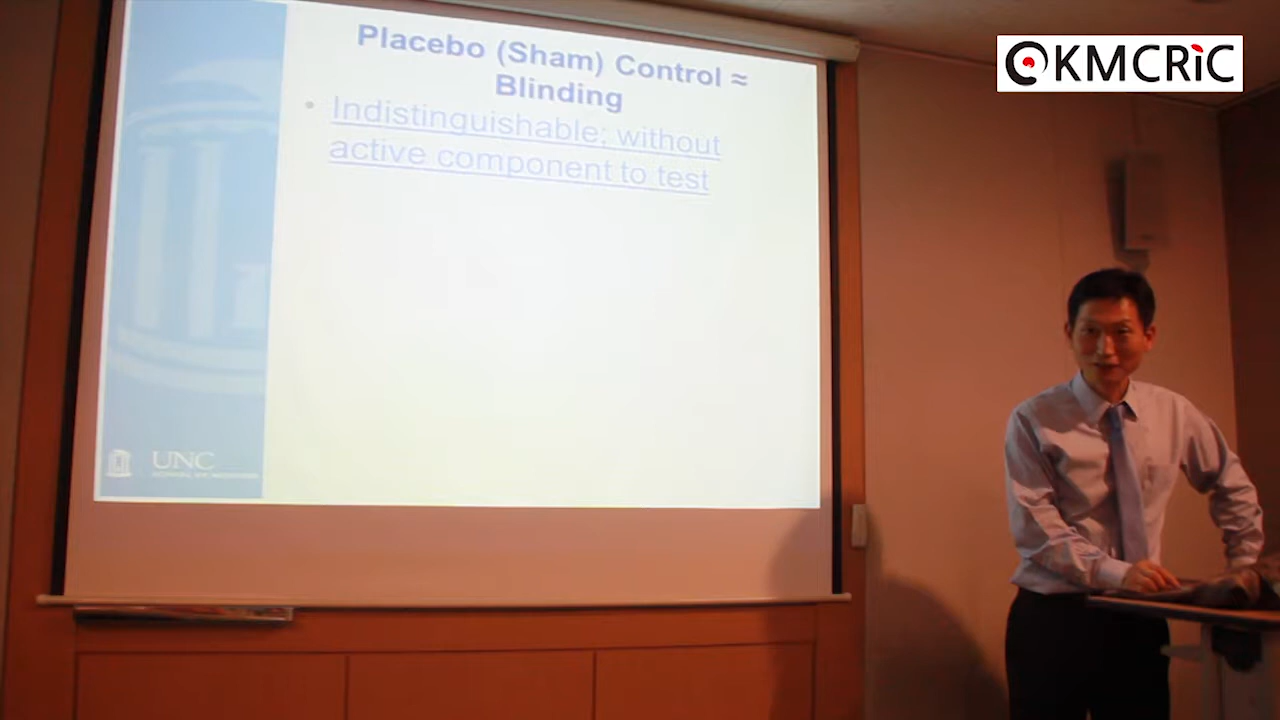 KMCRIC
Placebo (Sham) Control ≈
Blinding
• Indistinguishable; without
active component to test
UNC